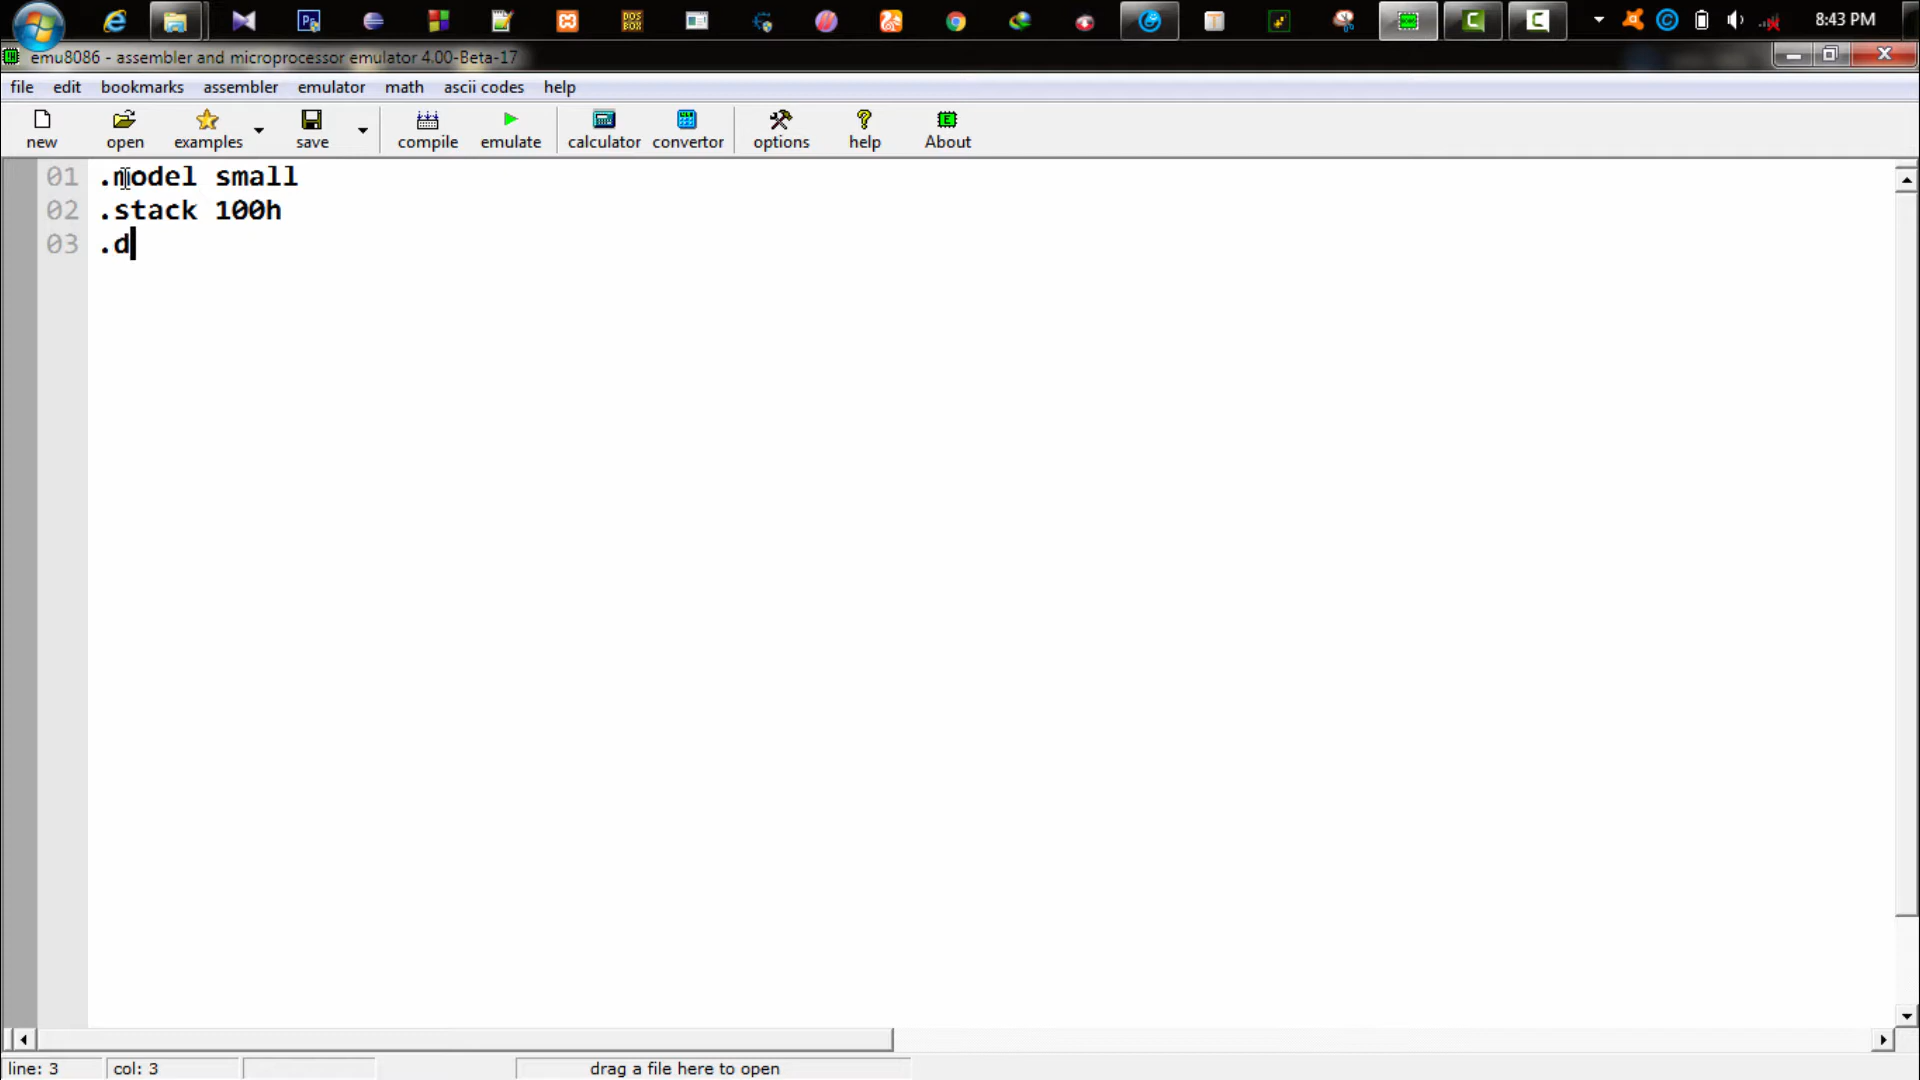 8:43 PM
emu8086 - assembler and microprocessor emulator 4.00-Beta-17
file edit bookmarks assembler emulator math ascii codes help
new open examples save compile emulate calculator convertor options help About
01 .model small
02 .stack 100h
03 .d
line: 3 col: 3 drag a file here to open